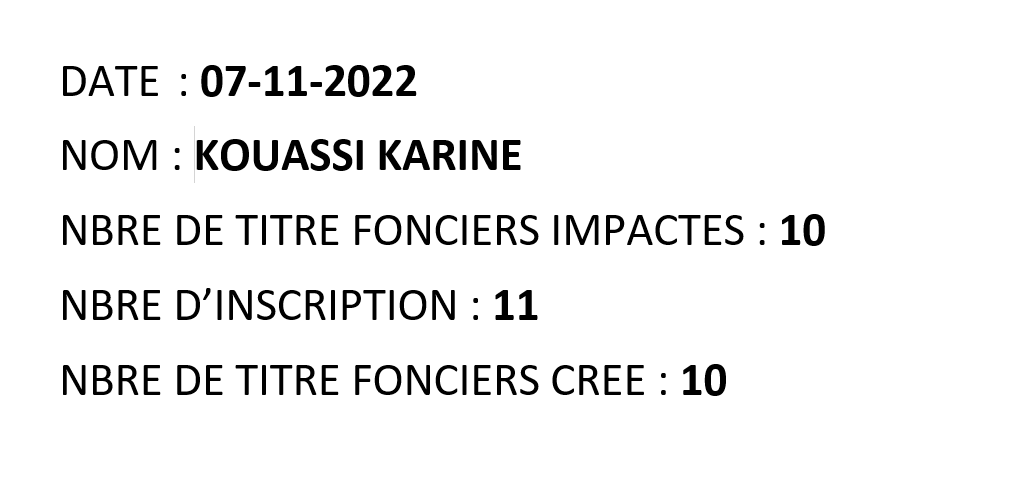 DATE : 07-11-2022
NOM : KOUASSI KARINE
NBRE DE TITRE FONCIERS IMPACTES : 10
NBRE D’INSCRIPTION : 11
NBRE DE TITRE FONCIERS CREE : 10